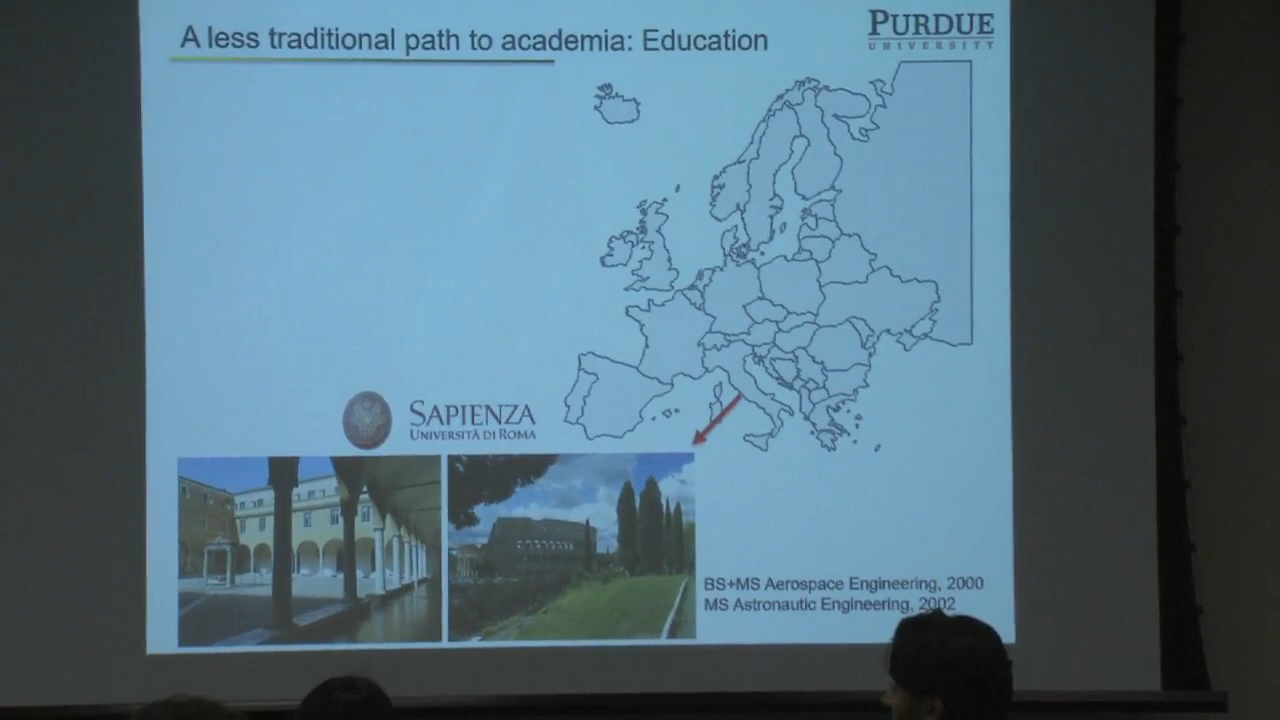 A less traditional path to academia: Education
PURDUE
UNIVERSITY
SAPIENZA
UNIVERSITÀ DI ROMA
BS+MS Aerospace Engineering, 2000
MS Astronautic Engineering, 2002